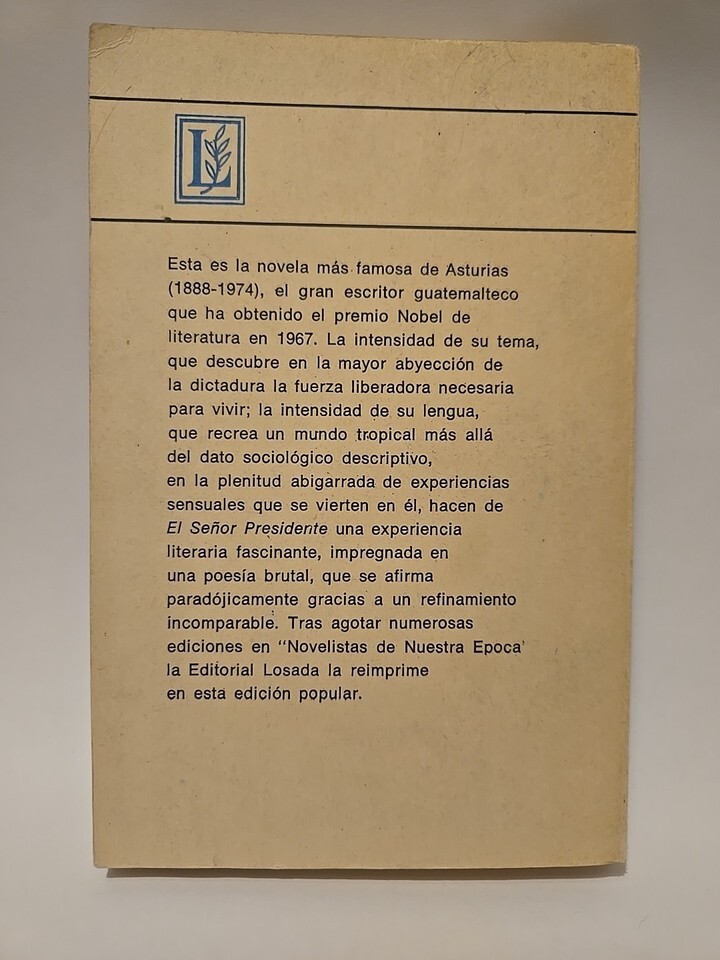 L
Esta es la novela más famosa de Asturias
(1888-1974), el gran escritor guatemalteco
que ha obtenido el premio Nobel de
literatura en 1967. La intensidad de su tema,
que descubre en la mayor abyección de
la dictadura la fuerza liberadora necesaria
para vivir; la intensidad de su lengua,
que recrea un mundo tropical más allá
del dato sociológico descriptivo,
en la plenitud abigarrada de experiencias
sensuales que se vierten en él, hacen de
El Señor Presidente una experiencia
literaria fascinante, impregnada en
una poesía brutal, que se afirma
paradójicamente gracias a un refinamiento
incomparable. Tras agotar numerosas
ediciones en "Novelistas de Nuestra Epoca'
la Editorial Losada la reimprime
en esta edición popular.